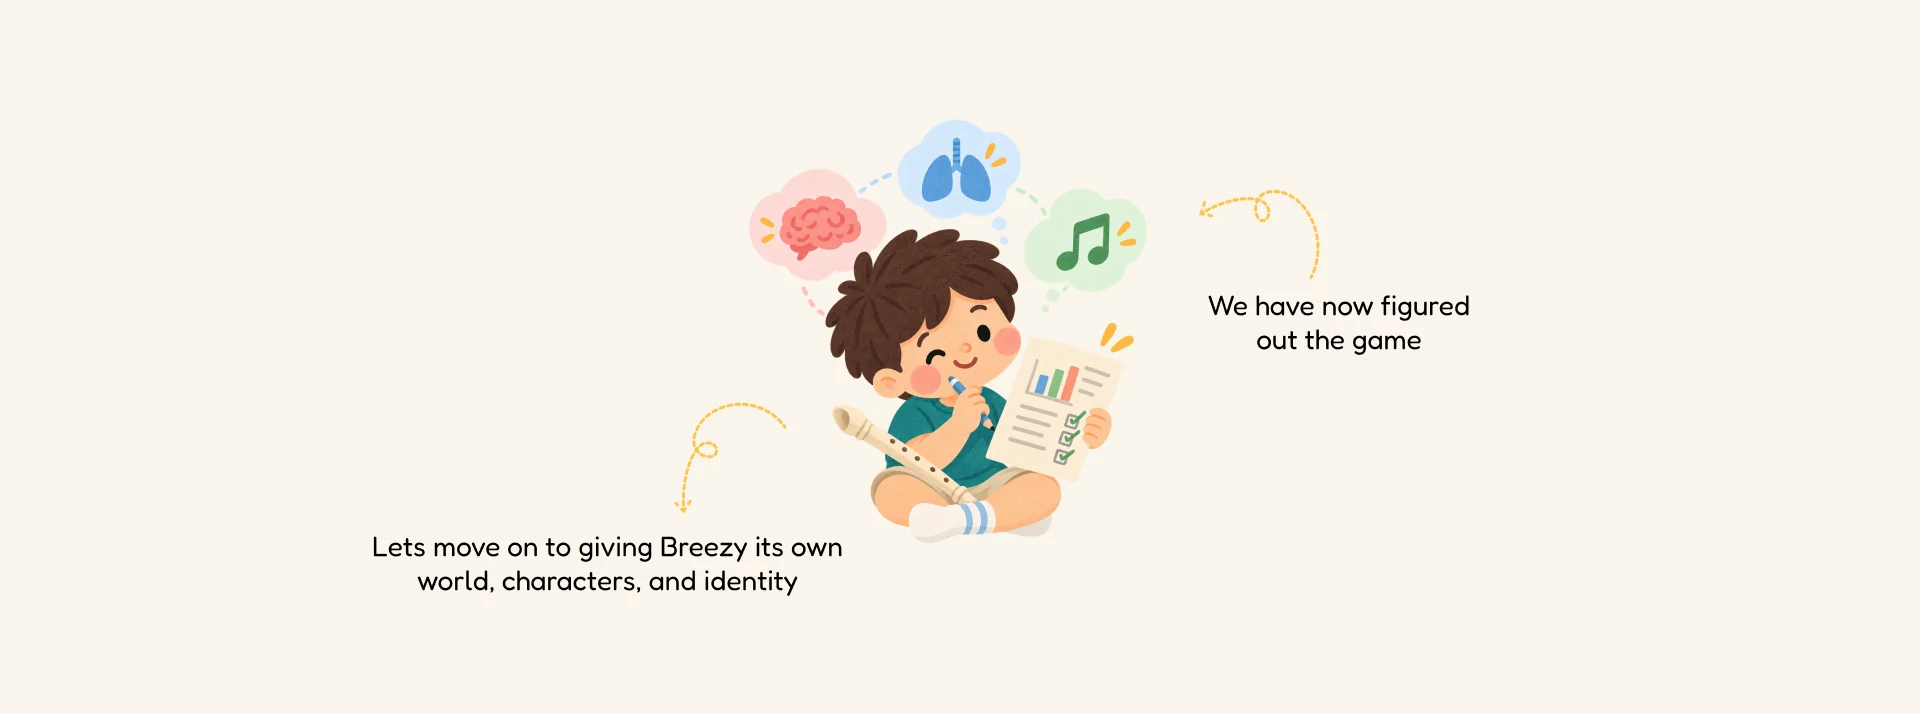 We have now figured
out the game
Lets move on to giving Breezy its own
world, characters, and identity